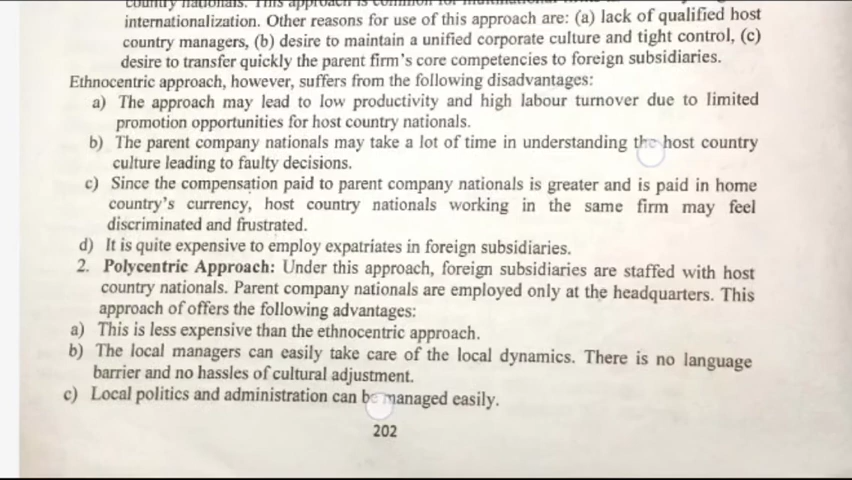 country nationals. This approach is common for
internationalization. Other reasons for use of this approach are: (a) lack of qualified host
country managers, (b) desire to maintain a unified corporate culture and tight control, (c)
desire to transfer quickly the parent firm's core competencies to foreign subsidiaries.
Ethnocentric approach, however, suffers from the following disadvantages:
a) The approach may lead to low productivity and high labour turnover due to limited
promotion opportunities for host country nationals.
b) The parent company nationals may take a lot of time in understanding the host country
culture leading to faulty decisions.
c) Since the compensation paid to parent company nationals is greater and is paid in home
country's currency, host country nationals working in the same firm may feel
discriminated and frustrated.
d) It is quite expensive to employ expatriates in foreign subsidiaries.
2. Polycentric Approach: Under this approach, foreign subsidiaries are staffed with host
country nationals. Parent company nationals are employed only at the headquarters. This
approach of offers the following advantages:
a) This is less expensive than the ethnocentric approach.
b) The local managers can easily take care of the local dynamics. There is no language
barrier and no hassles of cultural adjustment.
c) Local politics and administration can be managed easily.
202